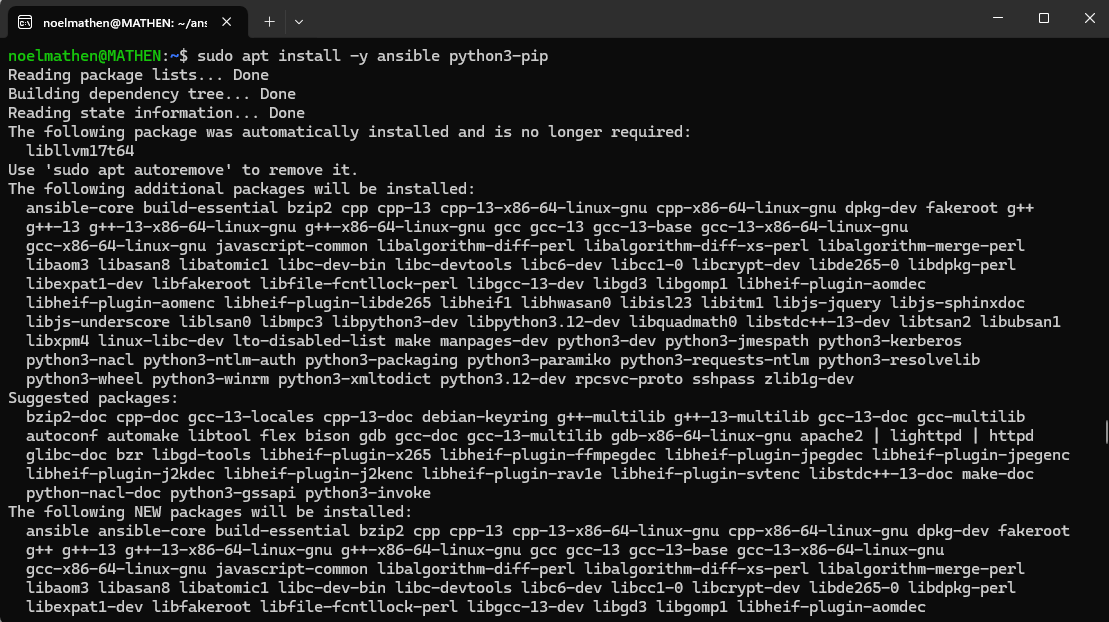 noelmathen@MATHEN: ~/ans
noelmathen@MATHEN:~$ sudo apt install -y ansible python3-pip
Reading package lists... Done
Building dependency tree... Done
Reading state information... Done
The following package was automatically installed and is no longer required:
  libllvm17t64
Use 'sudo apt autoremove' to remove it.
The following additional packages will be installed:
  ansible-core build-essential bzip2 cpp cpp-13 cpp-13-x86-64-linux-gnu cpp-x86-64-linux-gnu dpkg-dev fakeroot g++
  g++-13 g++-13-x86-64-linux-gnu g++-x86-64-linux-gnu gcc gcc-13 gcc-13-base gcc-13-x86-64-linux-gnu
  gcc-x86-64-linux-gnu javascript-common libalgorithm-diff-perl libalgorithm-diff-xs-perl libalgorithm-merge-perl
  libaom3 libasan8 libatomic1 libc-dev-bin libc-devtools libc6-dev libcc1-0 libcrypt-dev libde265-0 libdpkg-perl
  libexpat1-dev libfakeroot libfile-fcntllock-perl libgcc-13-dev libgd3 libgomp1 libheif-plugin-aomdec
  libheif-plugin-aomenc libheif-plugin-libde265 libheif1 libhwasan0 libisl23 libitm1 libjs-jquery libjs-sphinxdoc
  libjs-underscore liblsan0 libmpc3 libpython3-dev libpython3.12-dev libquadmath0 libstdc++-13-dev libtsan2 libubsan1
  libxpm4 linux-libc-dev lto-disabled-list make manpages-dev python3-dev python3-jmespath python3-kerberos
  python3-nacl python3-ntlm-auth python3-packaging python3-paramiko python3-requests-ntlm python3-resolvelib
  python3-wheel python3-winrm python3-xmltodict python3.12-dev rpcsvc-proto sshpass zlib1g-dev
Suggested packages:
  bzip2-doc cpp-doc gcc-13-locales cpp-13-doc debian-keyring g++-multilib g++-13-multilib gcc-13-doc gcc-multilib
  autoconf automake libtool flex bison gdb gcc-doc gcc-13-multilib gdb-x86-64-linux-gnu apache2 | lighttpd | httpd
  glibc-doc bzr libgd-tools libheif-plugin-x265 libheif-plugin-ffmpegdec libheif-plugin-jpegdec libheif-plugin-jpegenc
  libheif-plugin-j2kdec libheif-plugin-j2kenc libheif-plugin-rav1e libheif-plugin-svtenc libstdc++-13-doc make-doc
  python-nacl-doc python3-gssapi python3-invoke
The following NEW packages will be installed:
  ansible ansible-core build-essential bzip2 cpp cpp-13 cpp-13-x86-64-linux-gnu cpp-x86-64-linux-gnu dpkg-dev fakeroot
  g++ g++-13 g++-13-x86-64-linux-gnu g++-x86-64-linux-gnu gcc gcc-13 gcc-13-base gcc-13-x86-64-linux-gnu
  gcc-x86-64-linux-gnu javascript-common libalgorithm-diff-perl libalgorithm-diff-xs-perl libalgorithm-merge-perl
  libaom3 libasan8 libatomic1 libc-dev-bin libc-devtools libc6-dev libcc1-0 libcrypt-dev libde265-0 libdpkg-perl
  libexpat1-dev libfakeroot libfile-fcntllock-perl libgcc-13-dev libgd3 libgomp1 libheif-plugin-aomdec